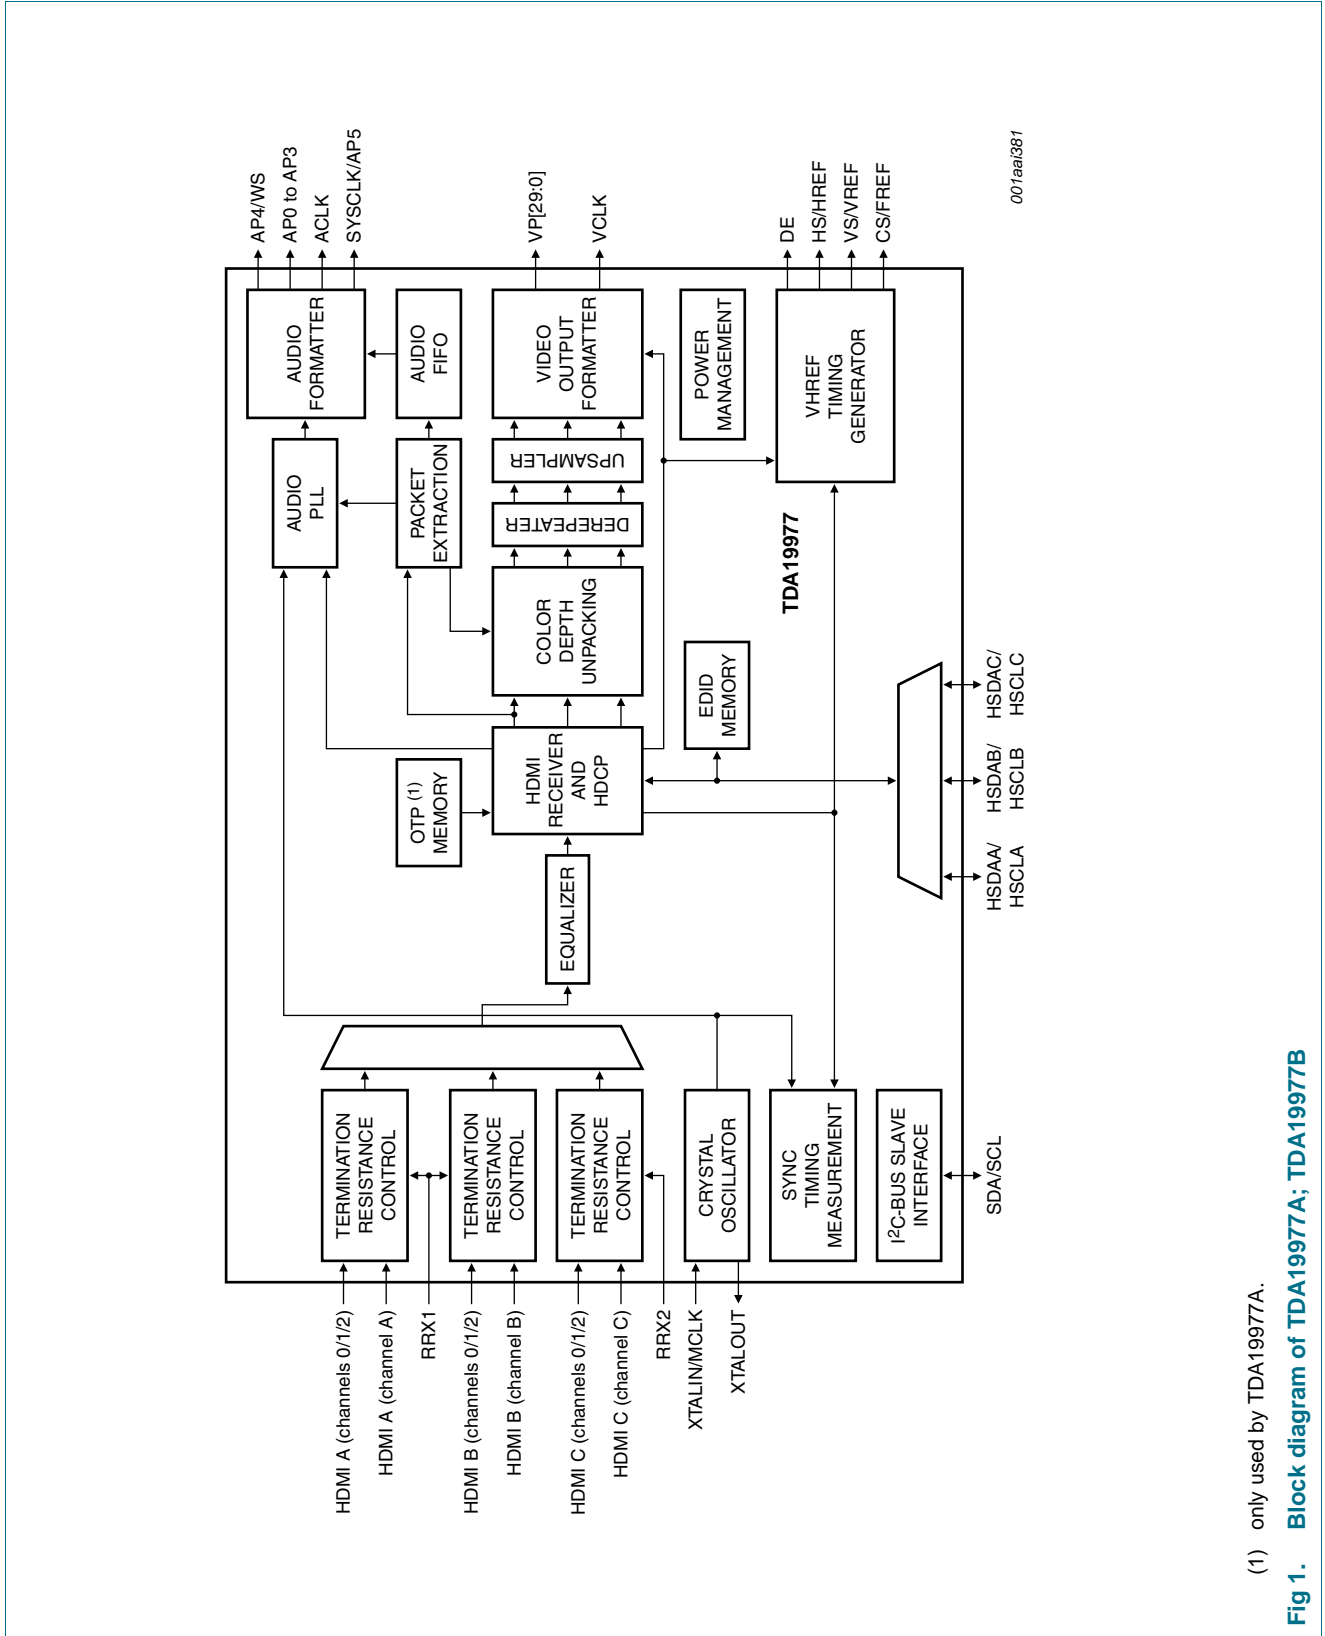 HDMI A (channels 0/1/2)
HDMI A (channel A)
RRX1
HDMI B (channels 0/1/2)
HDMI B (channel B)
HDMI C (channels 0/1/2)
HDMI C (channel C)
RRX2
XTALIN/MCLK
XTALOUT
TERMINATION
RESISTANCE
CONTROL
TERMINATION
RESISTANCE
CONTROL
TERMINATION
RESISTANCE
CONTROL
CRYSTAL
OSCILLATOR
SYNC
TIMING
MEASUREMENT
I²C-BUS SLAVE
INTERFACE
SDA/SCL
EQUALIZER
OTP (1)
MEMORY
HDMI
RECEIVER
AND
HDCP
EDID
MEMORY
HSDAA/
HSCLA
HSDAB/
HSCLB
HSDAC/
HSCLC
COLOR
DEPTH
UNPACKING
TDA19977
DEREPEATER
UPSAMPLER
AUDIO
PLL
PACKET
EXTRACTION
AUDIO
FORMATTER
AUDIO
FIFO
VIDEO
OUTPUT
FORMATTER
POWER
MANAGEMENT
VHREF
TIMING
GENERATOR
AP4/WS
AP0 to AP3
ACLK
SYSCLK/AP5
VP[29:0]
VCLK
DE
HS/HREF
VS/VREF
CS/FREF
001aai381
(1) only used by TDA19977A.
Fig 1. Block diagram of TDA19977A; TDA19977B